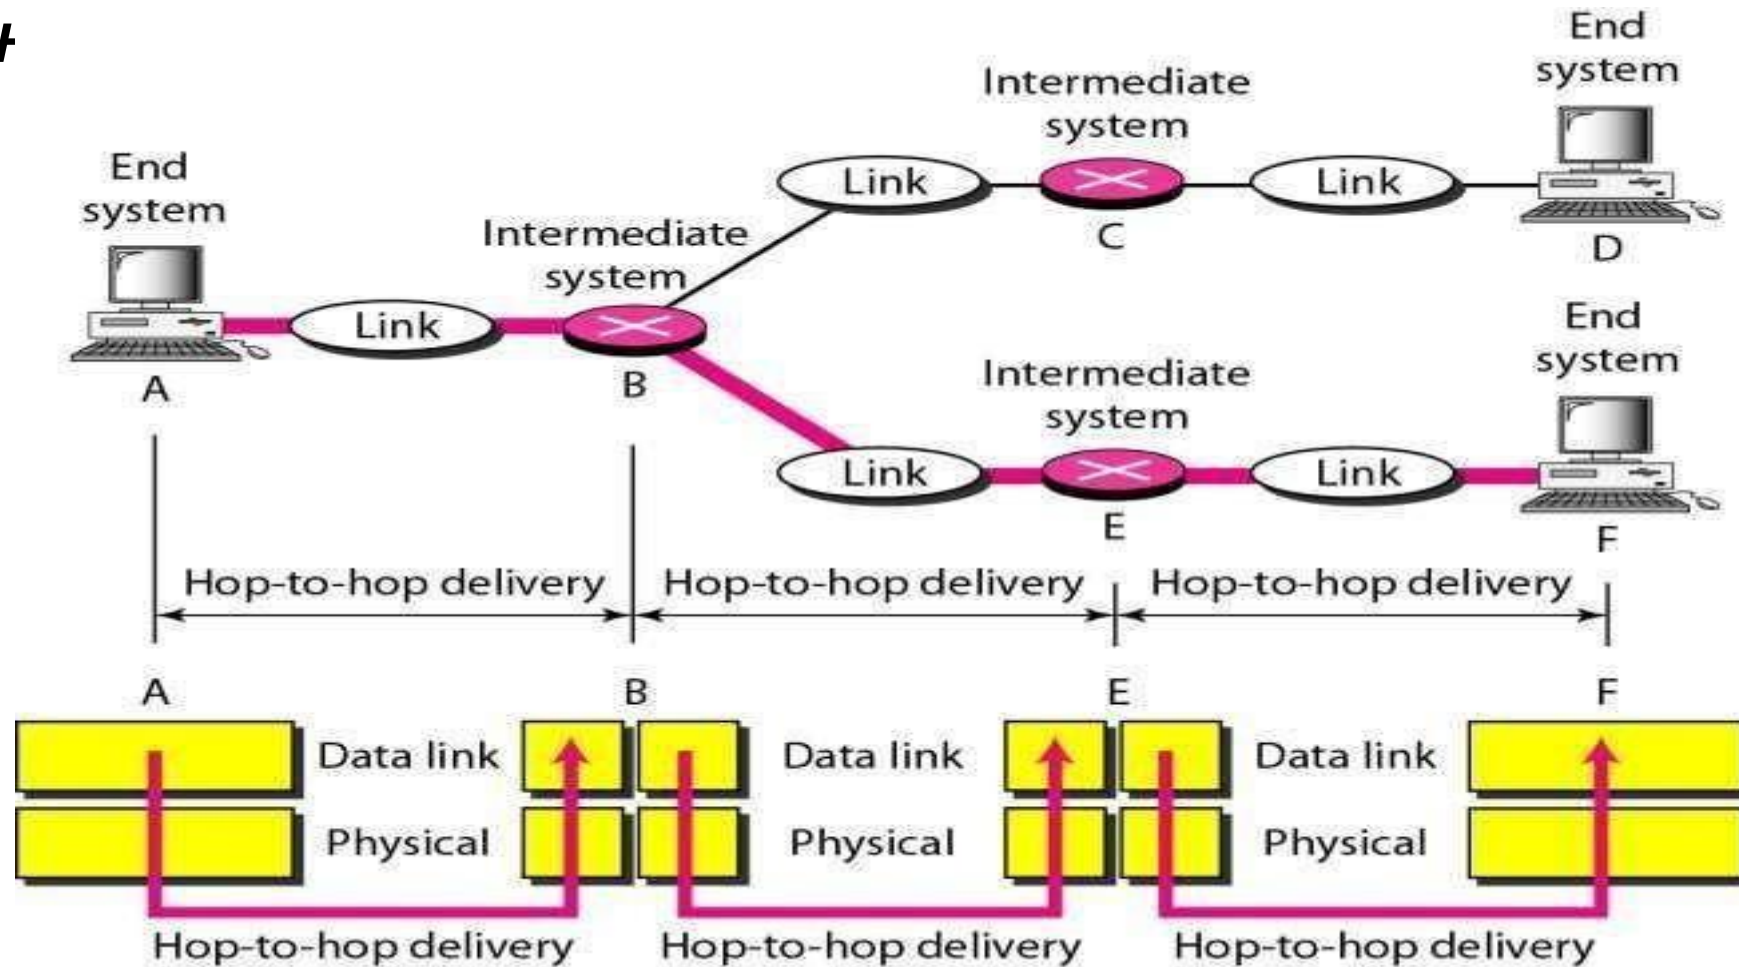 End
system
Intermediate
system
End
system
Link
Link
C
D
Intermediate
system
Link
A
B
End
system
Intermediate
system
Link
Link
E
F
Hop-to-hop delivery
Hop-to-hop delivery
Hop-to-hop delivery
A
B
E
F
Data link
Data link
Data link
Physical
Physical
Physical
Hop-to-hop delivery
Hop-to-hop delivery
Hop-to-hop delivery